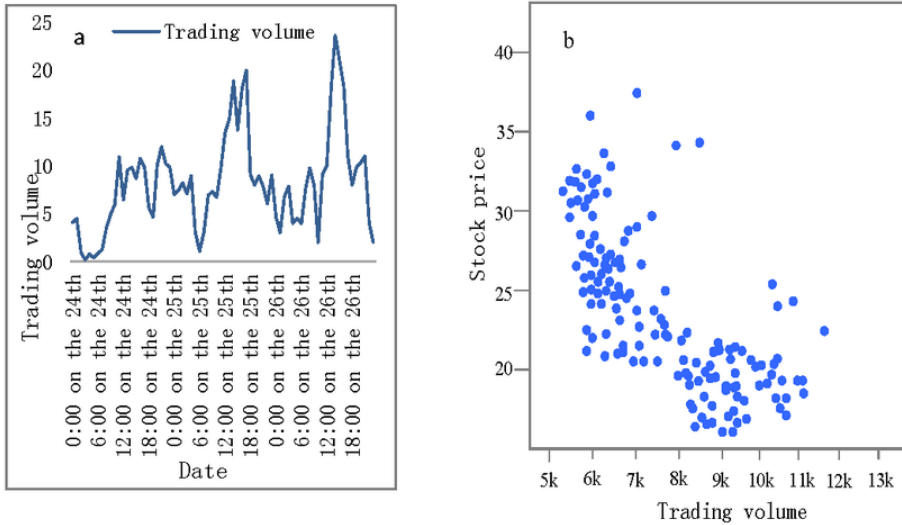 a
Trading volume
25
20
15
10
5
0
Trading volume
0:00 on the 24th
6:00 on the 24th
12:00 on the 24th
18:00 on the 24th
0:00 on the 25th
6:00 on the 25th
12:00 on the 25th
18:00 on the 25th
0:00 on the 26th
6:00 on the 26th
12:00 on the 26th
18:00 on the 26th
Date
b
40
35
30
25
20
Stock price
5k 6k 7k 8k 9k 10k 11k 12k 13k
Trading volume